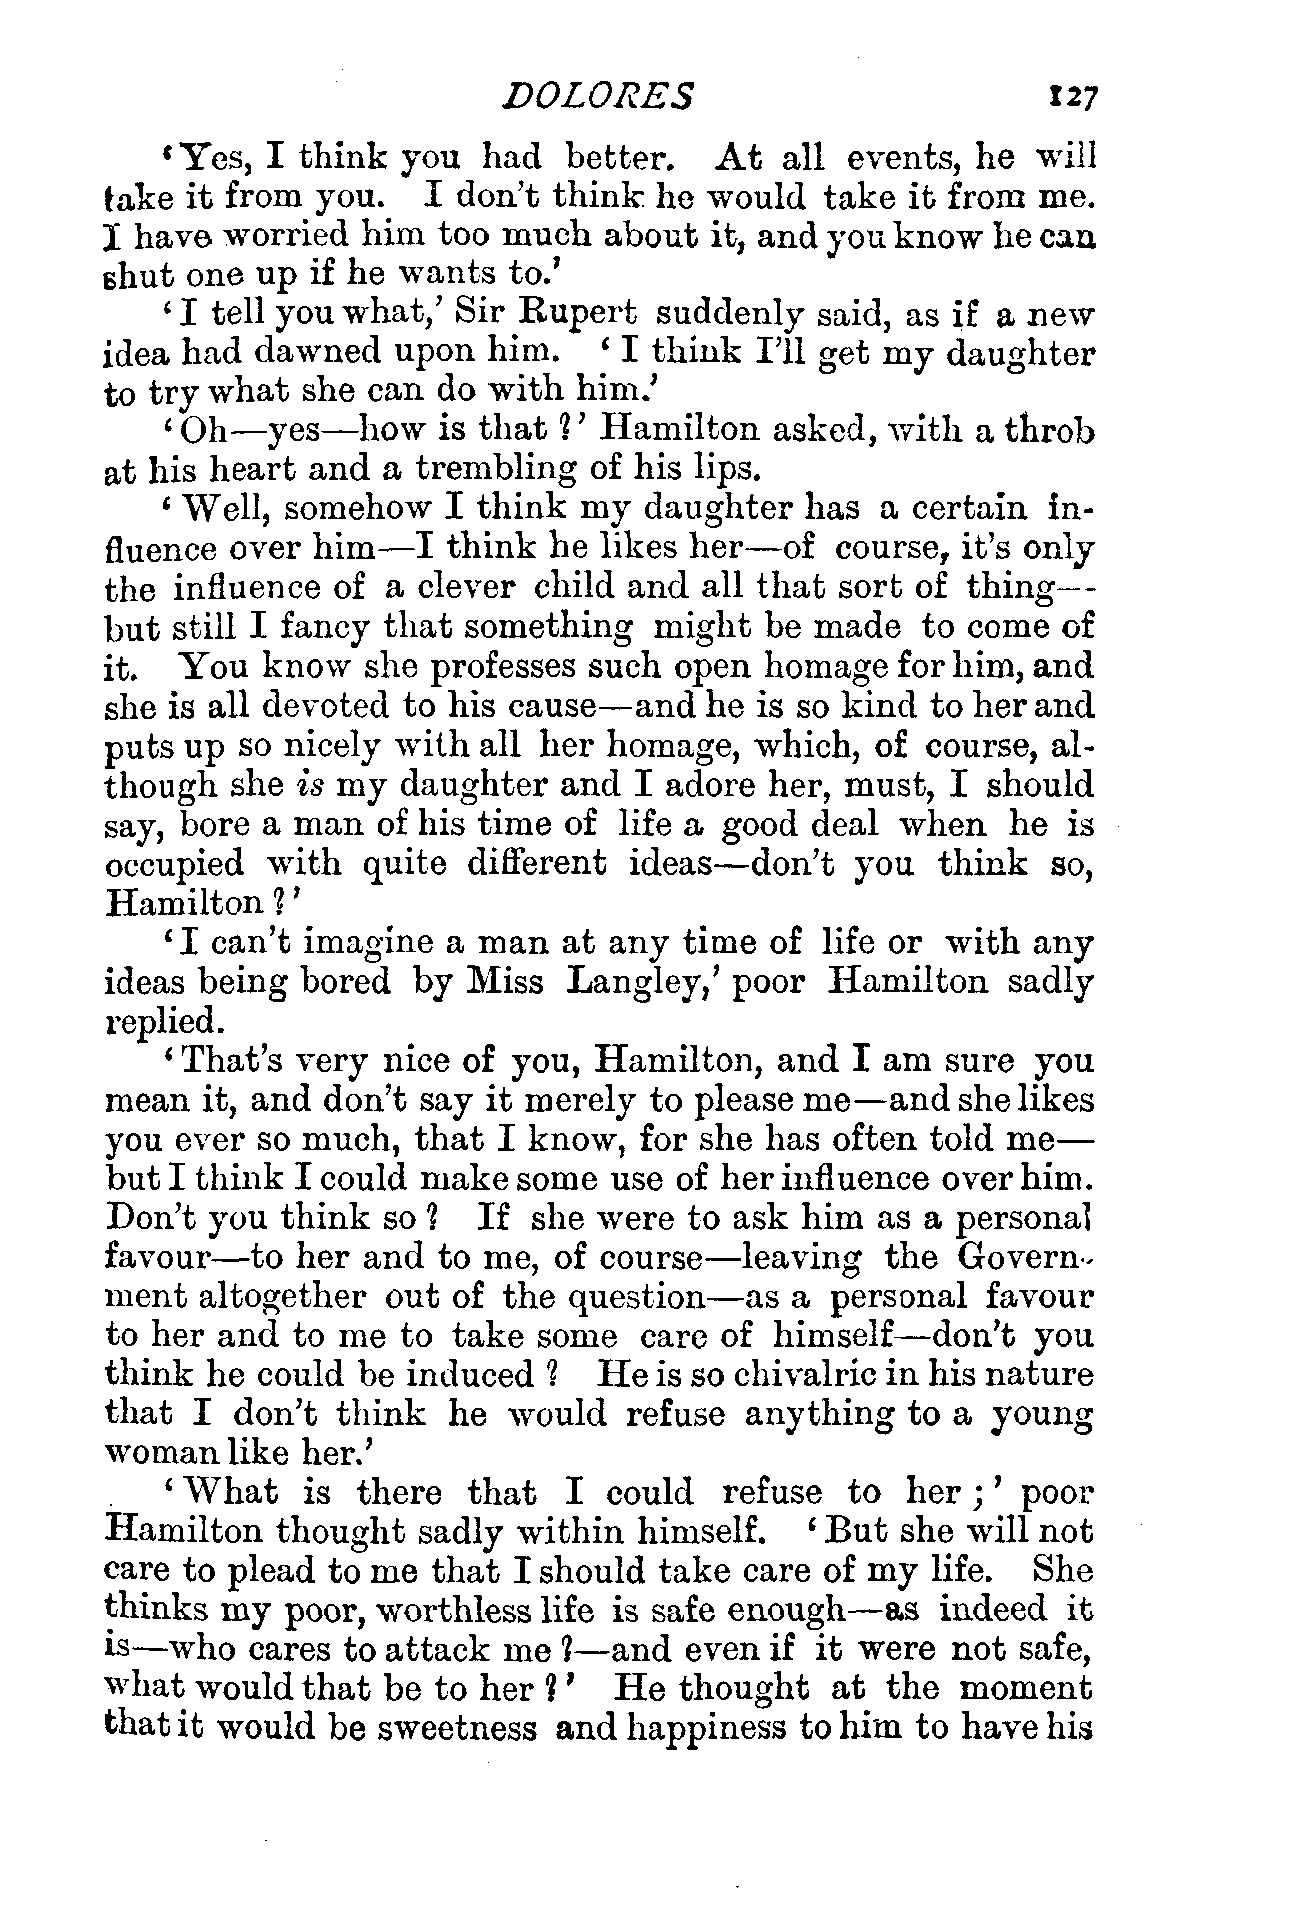 DOLORES 127
‘Yes, I think you had better. At all events, he will
take it from you. I don't think he would take it from me.
I have worried him too much about it, and you know he can
shut one up if he wants to.’
‘I tell you what,’ Sir Rupert suddenly said, as if a new
idea had dawned upon him. ‘I think I'll get my daughter
to try what she can do with him.’
‘Oh—yes—how is that?’ Hamilton asked, with a throb
at his heart and a trembling of his lips.
‘Well, somehow I think my daughter has a certain in-
fluence over him—I think he likes her—of course, it's only
the influence of a clever child and all that sort of thing—
but still I fancy that something might be made to come of
it. You know she professes such open homage for him, and
she is all devoted to his cause—and he is so kind to her and
puts up so nicely with all her homage, which, of course, al-
though she is my daughter and I adore her, must, I should
say, bore a man of his time of life a good deal when he is
occupied with quite different ideas—don't you think so,
Hamilton?’
‘I can't imagine a man at any time of life or with any
ideas being bored by Miss Langley,’ poor Hamilton sadly
replied.
‘That's very nice of you, Hamilton, and I am sure you
mean it, and don't say it merely to please me—and she likes
you ever so much, that I know, for she has often told me—
but I think I could make some use of her influence over him.
Don't you think so? If she were to ask him as a personal
favour—to her and to me, of course—leaving the Govern-
ment altogether out of the question—as a personal favour
to her and to me to take some care of himself—don't you
think he could be induced? He is so chivalric in his nature
that I don't think he would refuse anything to a young
woman like her.’
‘What is there that I could refuse to her;’ poor
Hamilton thought sadly within himself. ‘But she will not
care to plead to me that I should take care of my life. She
thinks my poor, worthless life is safe enough—as indeed it
is—who cares to attack me?—and even if it were not safe,
what would that be to her?’ He thought at the moment
that it would be sweetness and happiness to him to have his